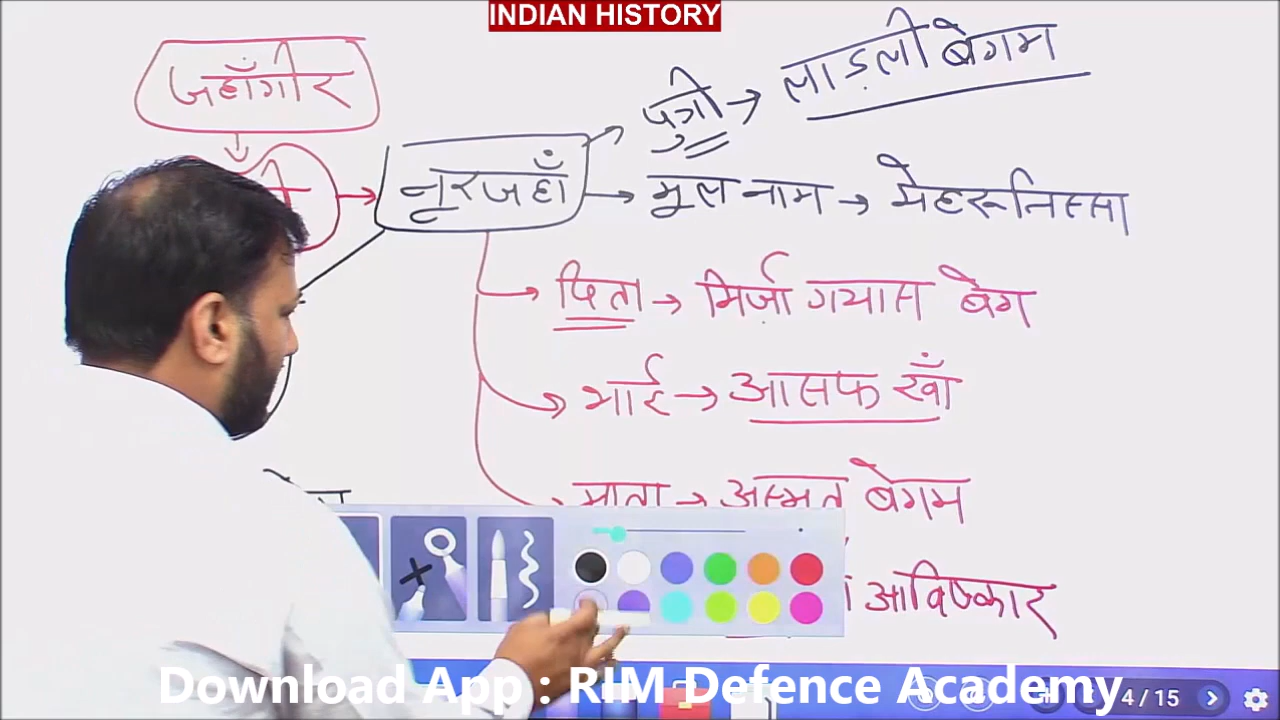 INDIAN HISTORY
जहाँगीर
नूरजहाँ
पुत्री → लाड़ली बेगम
मूल नाम → मेहरुनिस्सा
पिता → मिर्ज़ा गयास बेग
भाई → आसफ खाँ
माता → अस्मत बेगम
आविष्कार
Download App : RIM Defence Academy
4/15